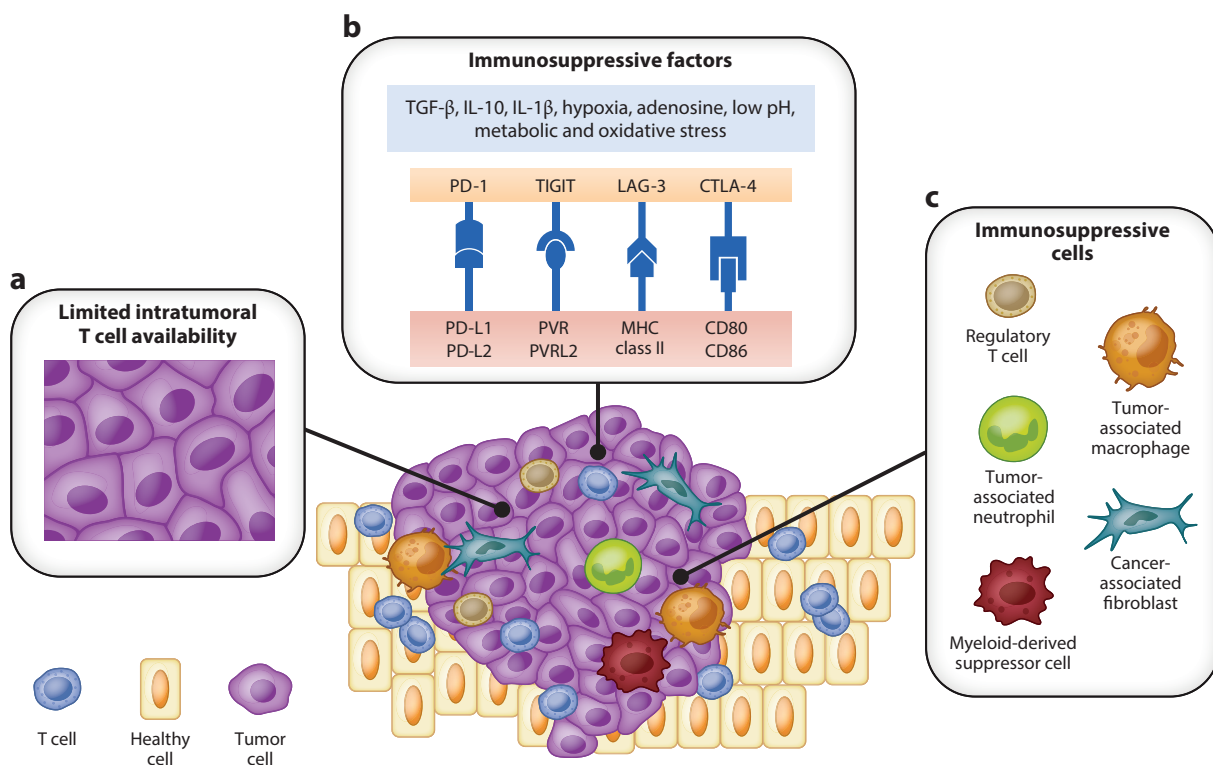 a
Limited intratumoral
T cell availability
b
Immunosuppressive factors
TGF-β, IL-10, IL-1β, hypoxia, adenosine, low pH,
metabolic and oxidative stress
PD-1 TIGIT LAG-3 CTLA-4
PD-L1 PVR MHC CD80
PD-L2 PVRL2 class II CD86
c
Immunosuppressive
cells
Regulatory
T cell
Tumor-
associated
macrophage
Tumor-
associated
neutrophil
Cancer-
associated
fibroblast
Myeloid-derived
suppressor cell
T cell
Healthy
cell
Tumor
cell